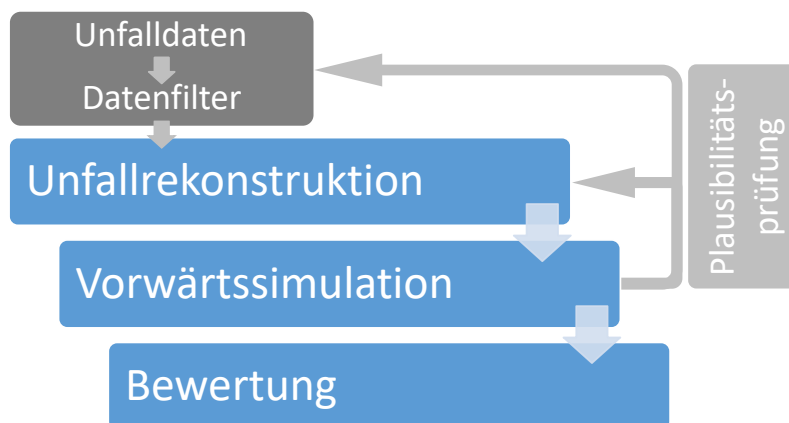 Unfalldaten
Datenfilter
Unfallrekonstruktion
Vorwärtssimulation
Bewertung
Plausibilitäts-
prüfung